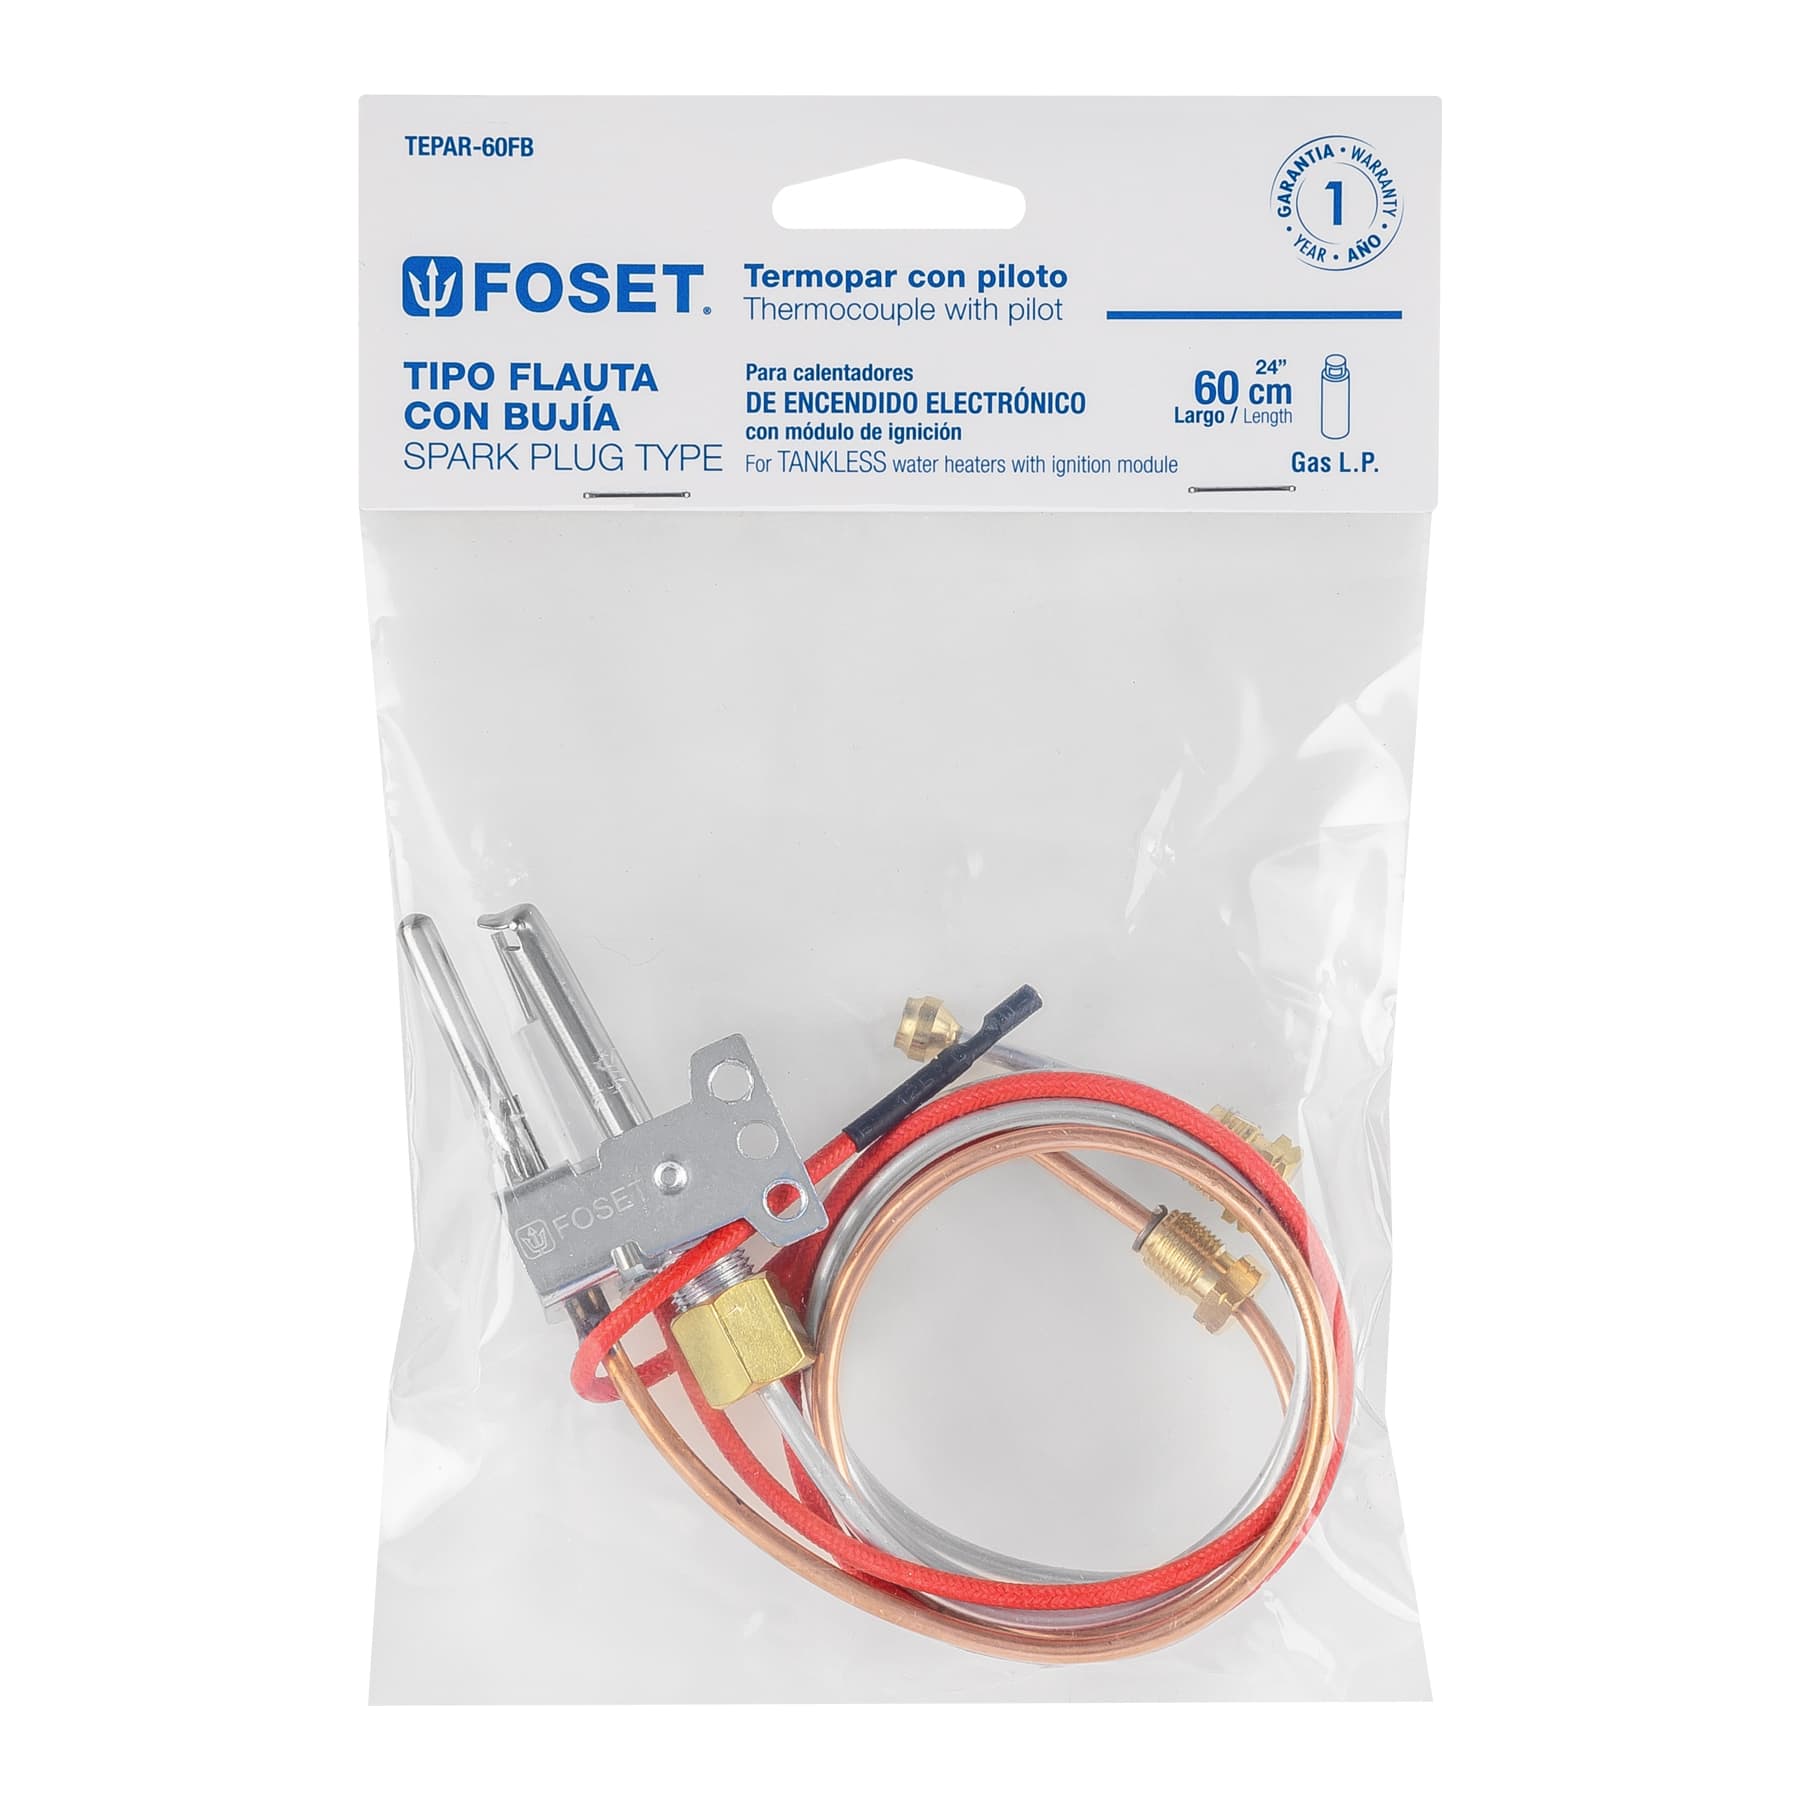 TEPAR-60FB
GARANTÍA • WARRANTY
1
YEAR • AÑO
FOSET®
Termopar con piloto
Thermocouple with pilot
TIPO FLAUTA
CON BUJÍA
SPARK PLUG TYPE
Para calentadores
DE ENCENDIDO ELECTRÓNICO
con módulo de ignición
For TANKLESS water heaters with ignition module
24”
60 cm
Largo / Length
Gas L.P.
FOSET